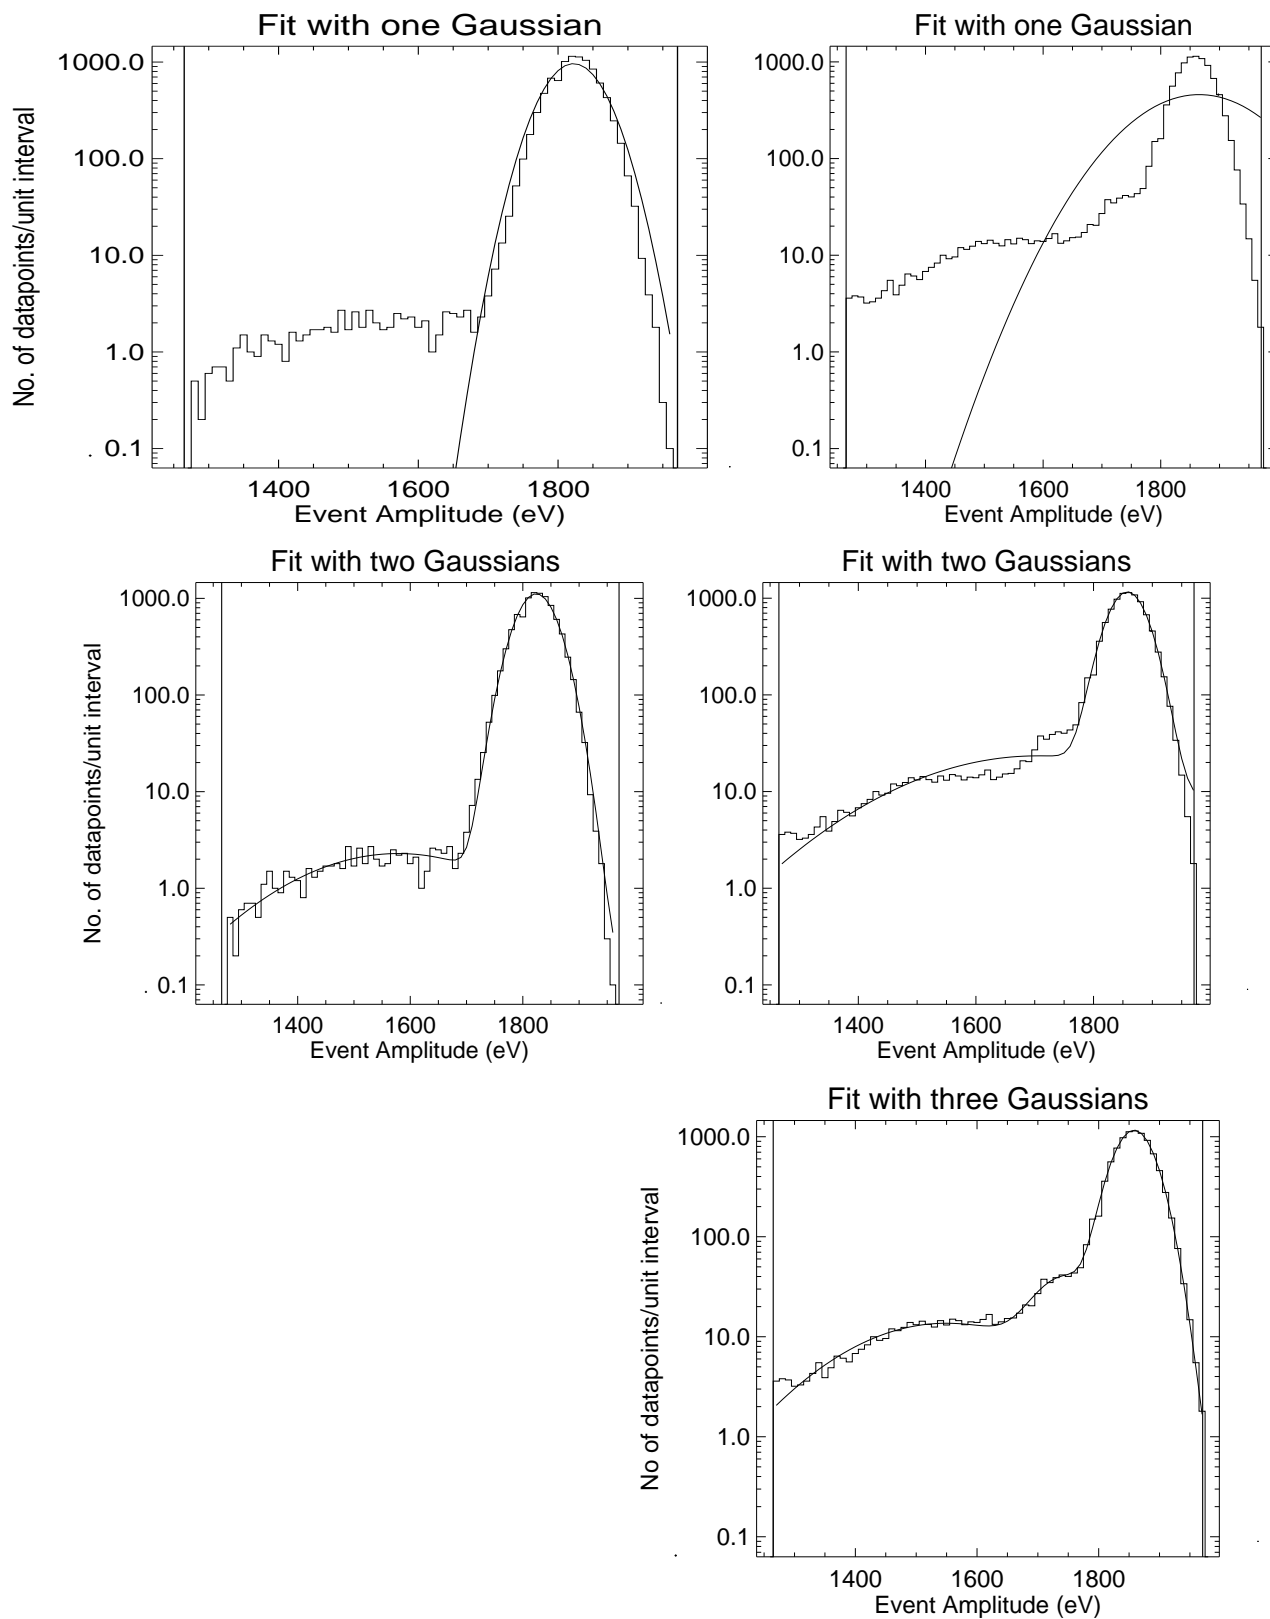 Fit with one Gaussian
No. of datapoints/unit interval
1000.0
100.0
10.0
1.0
0.1
1400 1600 1800
Event Amplitude (eV)
Fit with one Gaussian
1000.0
100.0
10.0
1.0
0.1
1400 1600 1800
Event Amplitude (eV)
Fit with two Gaussians
No. of datapoints/unit interval
1000.0
100.0
10.0
1.0
0.1
1400 1600 1800
Event Amplitude (eV)
Fit with two Gaussians
1000.0
100.0
10.0
1.0
0.1
1400 1600 1800
Event Amplitude (eV)
Fit with three Gaussians
No of datapoints/unit interval
1000.0
100.0
10.0
1.0
0.1
1400 1600 1800
Event Amplitude (eV)